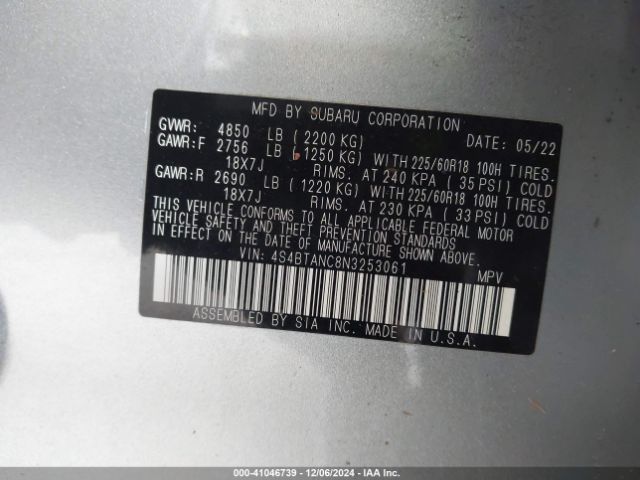 MFD BY SUBARU CORPORATION
GVWR: 4850 LB ( 2200 KG) DATE: 05/22
GAWR:F 2756 LB ( 1250 KG) WITH 225/60R18 100H TIRES.
18X7J RIMS. AT 240 KPA ( 35 PSI) COLD
GAWR:R 2690 LB ( 1220 KG) WITH 225/60R18 100H TIRES.
18X7J RIMS. AT 230 KPA ( 33 PSI) COLD
THIS VEHICLE CONFORMS TO ALL APPLICABLE FEDERAL MOTOR
VEHICLE SAFETY AND THEFT PREVENTION STANDARDS
IN EFFECT ON THE DATE OF MANUFACTURE SHOWN ABOVE.
VIN: 4S4BTANC8N3253061 MPV
ASSEMBLED BY SIA INC. MADE IN U.S.A.
000-41046739 - 12/06/2024 - IAAI.com